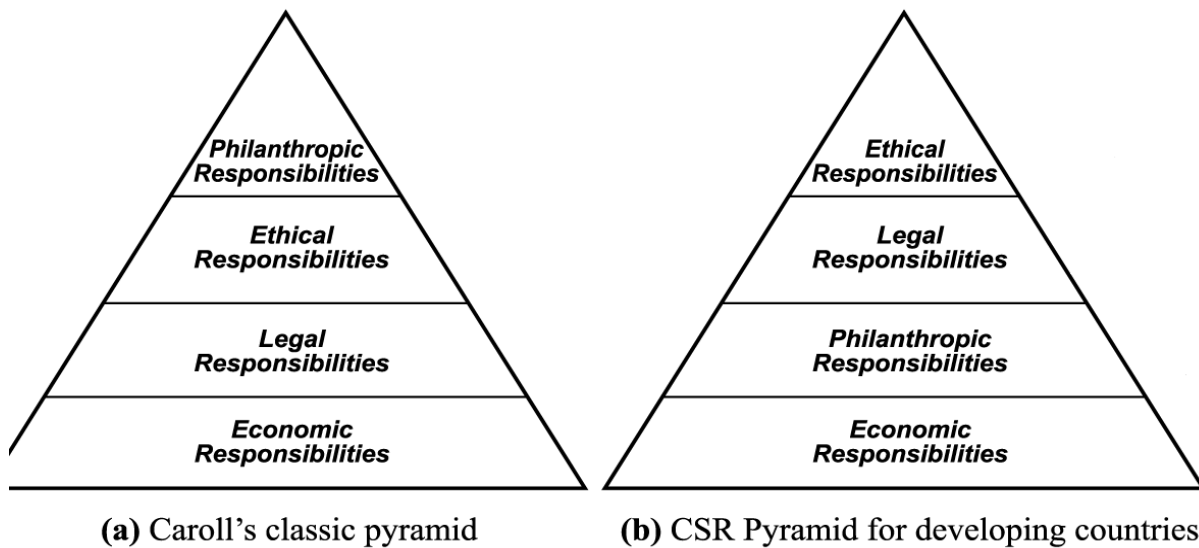 Philanthropic
Responsibilities
Ethical
Responsibilities
Legal
Responsibilities
Economic
Responsibilities
(a) Caroll’s classic pyramid
Ethical
Responsibilities
Legal
Responsibilities
Philanthropic
Responsibilities
Economic
Responsibilities
(b) CSR Pyramid for developing countries